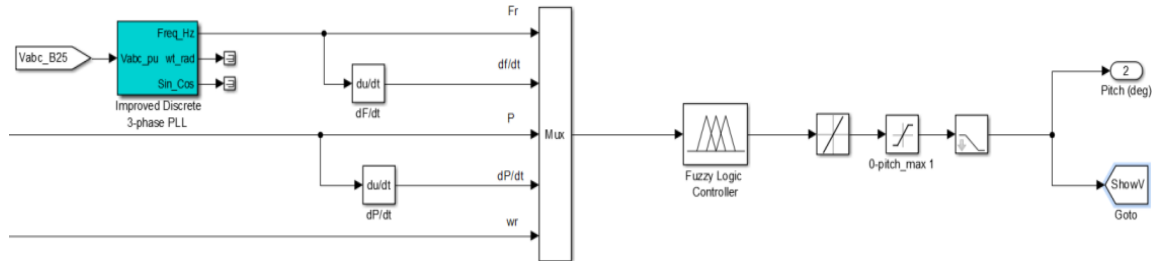 Fr
Freq_Hz
Vabc_B25
Vabc_pu
wt_rad
df/dt
Sin_Cos
du/dt
Improved Discrete
3-phase PLL
dF/dt
P
Mux
2
Pitch (deg)
Fuzzy Logic
Controller
0-pitch_max 1
dP/dt
du/dt
ShowV
dP/dt
Goto
wr